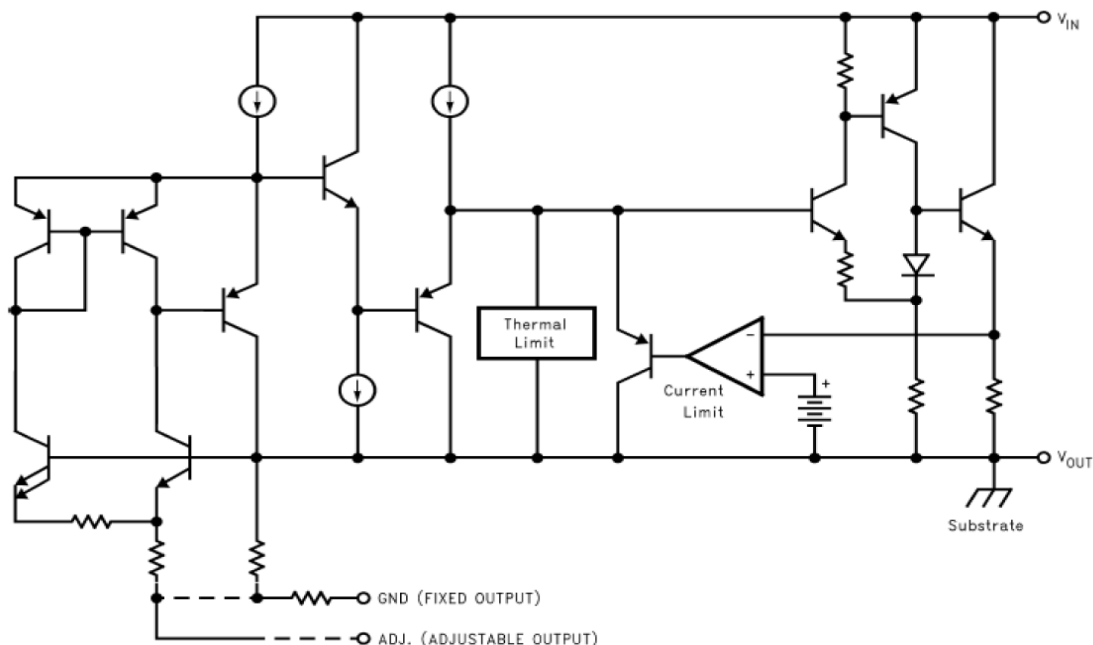 V_IN
Thermal
Limit
−
+
Current
Limit
+
V_OUT
Substrate
GND (FIXED OUTPUT)
ADJ. (ADJUSTABLE OUTPUT)